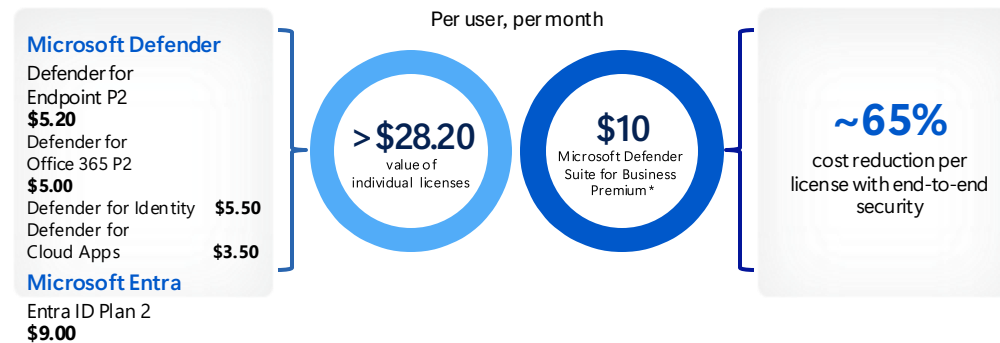 Per user, per month
Microsoft Defender
Defender for
Endpoint P2
$5.20
Defender for
Office 365 P2
$5.00
Defender for Identity $5.50
Defender for
Cloud Apps $3.50
Microsoft Entra
Entra ID Plan 2
$9.00
>$28.20
value of
individual licenses
$10
Microsoft Defender
Suite for Business
Premium*
~65%
cost reduction per
license with end-to-end
security